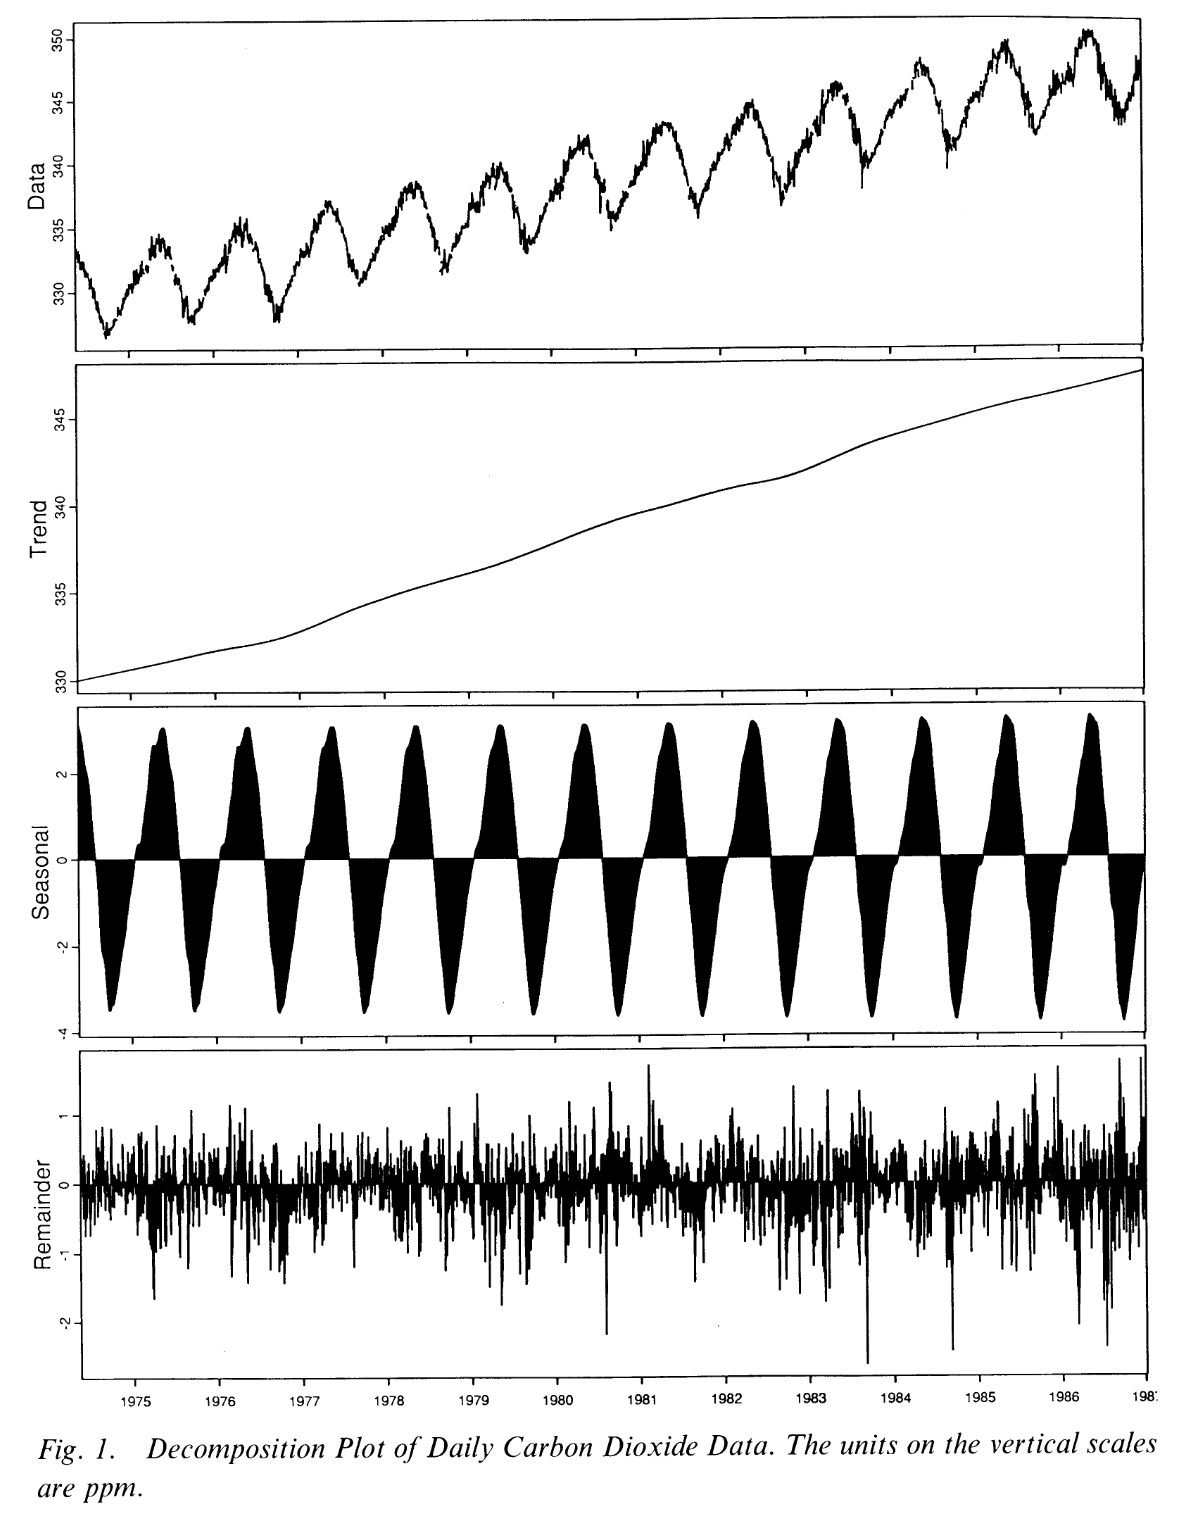 350
345
340
335
330
Data
345
340
335
330
Trend
2
0
-2
-4
Seasonal
1
0
-1
-2
Remainder
1975 1976 1977 1978 1979 1980 1981 1982 1983 1984 1985 1986
Fig. 1. Decomposition Plot of Daily Carbon Dioxide Data. The units on the vertical scales
are ppm.